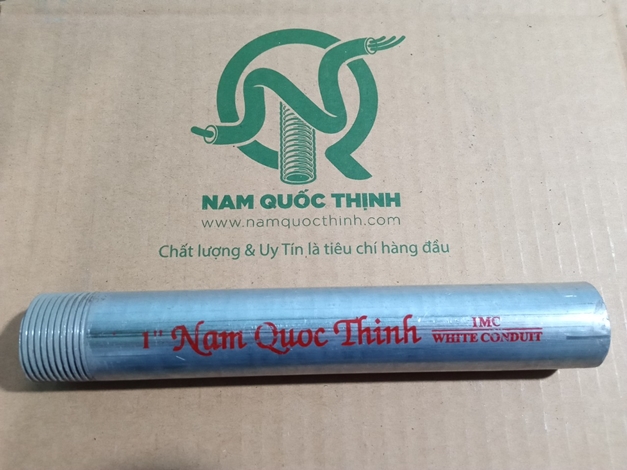 NAM QUỐC THỊNH
www.namquocthinh.com
Chất lượng & Uy Tín là tiêu chí hàng đầu
1" Nam Quoc Thinh IMC
WHITE CONDUIT